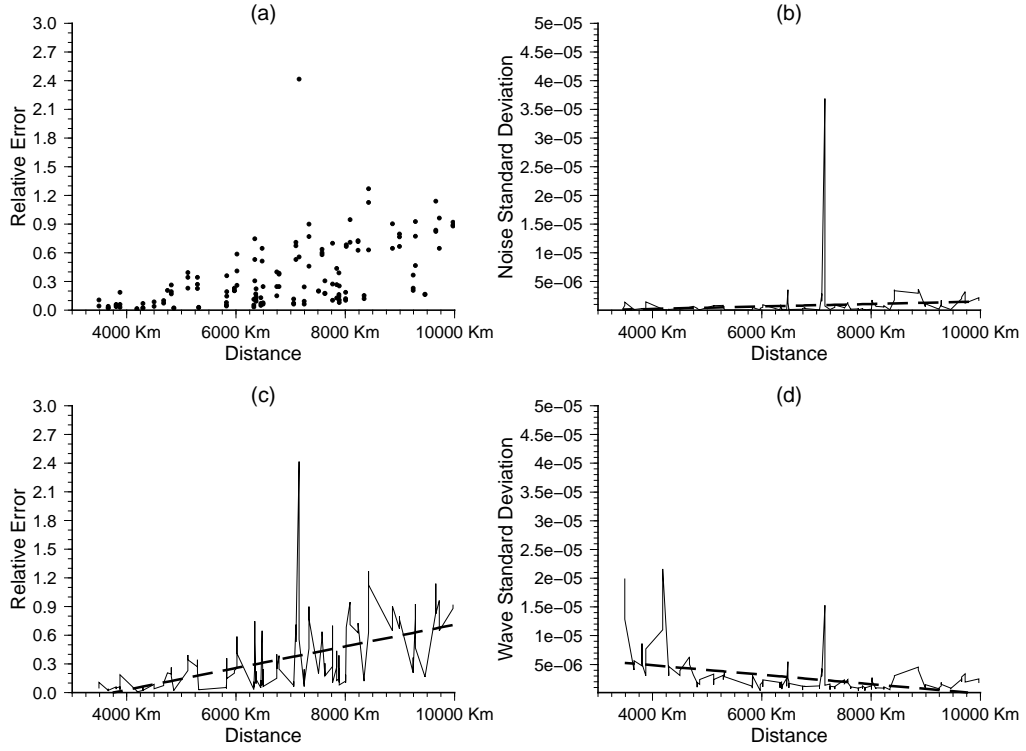 (a)
Relative Error
3.0
2.7
2.4
2.1
1.8
1.5
1.2
0.9
0.6
0.3
0.0
4000 Km 6000 Km 8000 Km 10000 Km
Distance
(b)
Noise Standard Deviation
5e−05
4.5e−05
4e−05
3.5e−05
3e−05
2.5e−05
2e−05
1.5e−05
1e−05
5e−06
4000 Km 6000 Km 8000 Km 10000 Km
Distance
(c)
Relative Error
3.0
2.7
2.4
2.1
1.8
1.5
1.2
0.9
0.6
0.3
0.0
4000 Km 6000 Km 8000 Km 10000 Km
Distance
(d)
Wave Standard Deviation
5e−05
4.5e−05
4e−05
3.5e−05
3e−05
2.5e−05
2e−05
1.5e−05
1e−05
5e−06
4000 Km 6000 Km 8000 Km 10000 Km
Distance